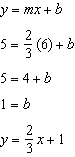 y = mx + b
5 = 2/3 (6) + b
5 = 4 + b
1 = b
y = 2/3 x + 1